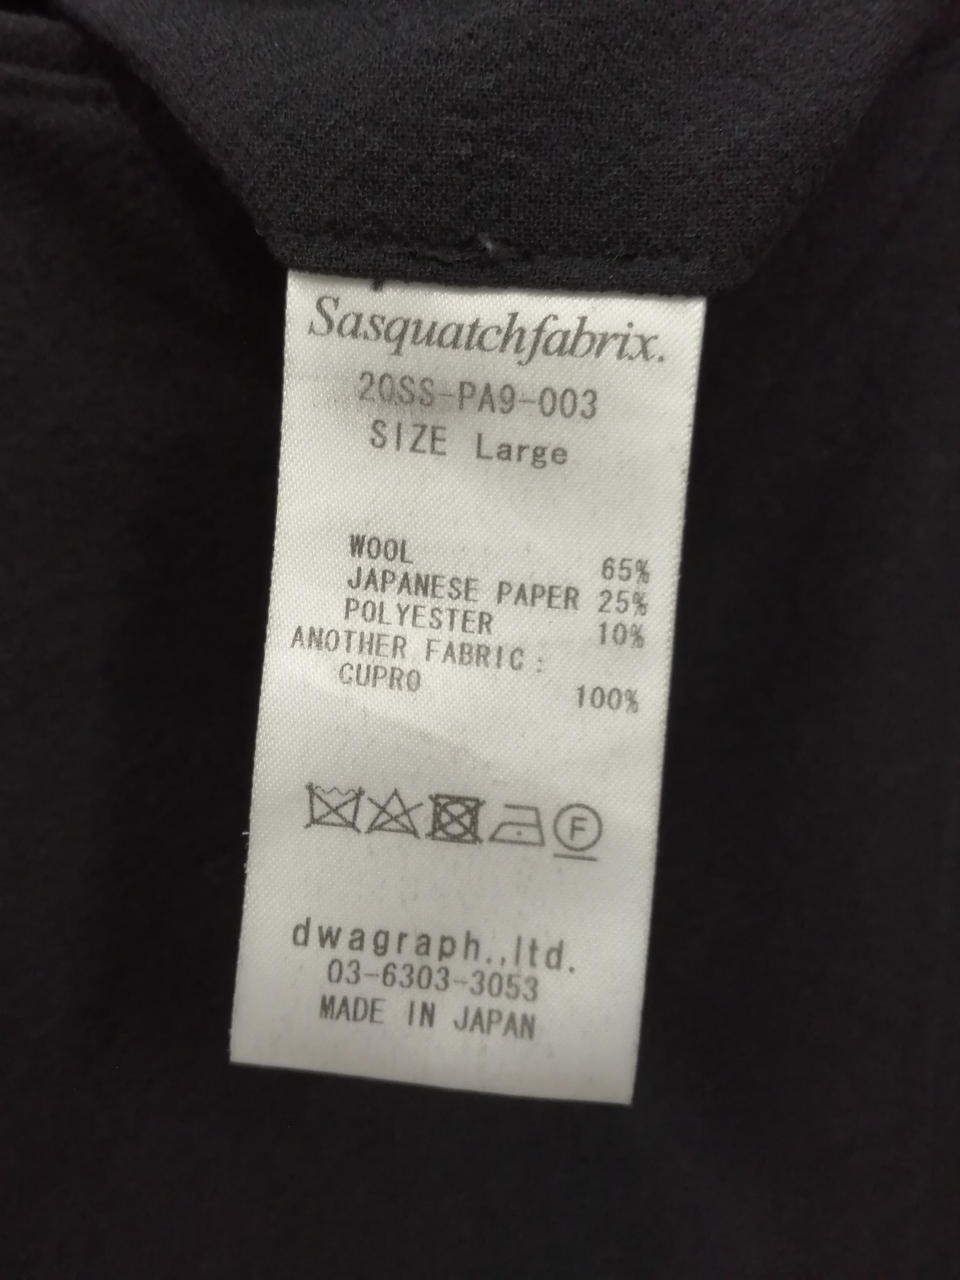 Sasquatchfabrix.
20SS-PA9-003
SIZE Large
WOOL 65%
JAPANESE PAPER 25%
POLYESTER 10%
ANOTHER FABRIC:
CUPRO 100%
F
dwagraph.,ltd.
03-6303-3053
MADE IN JAPAN